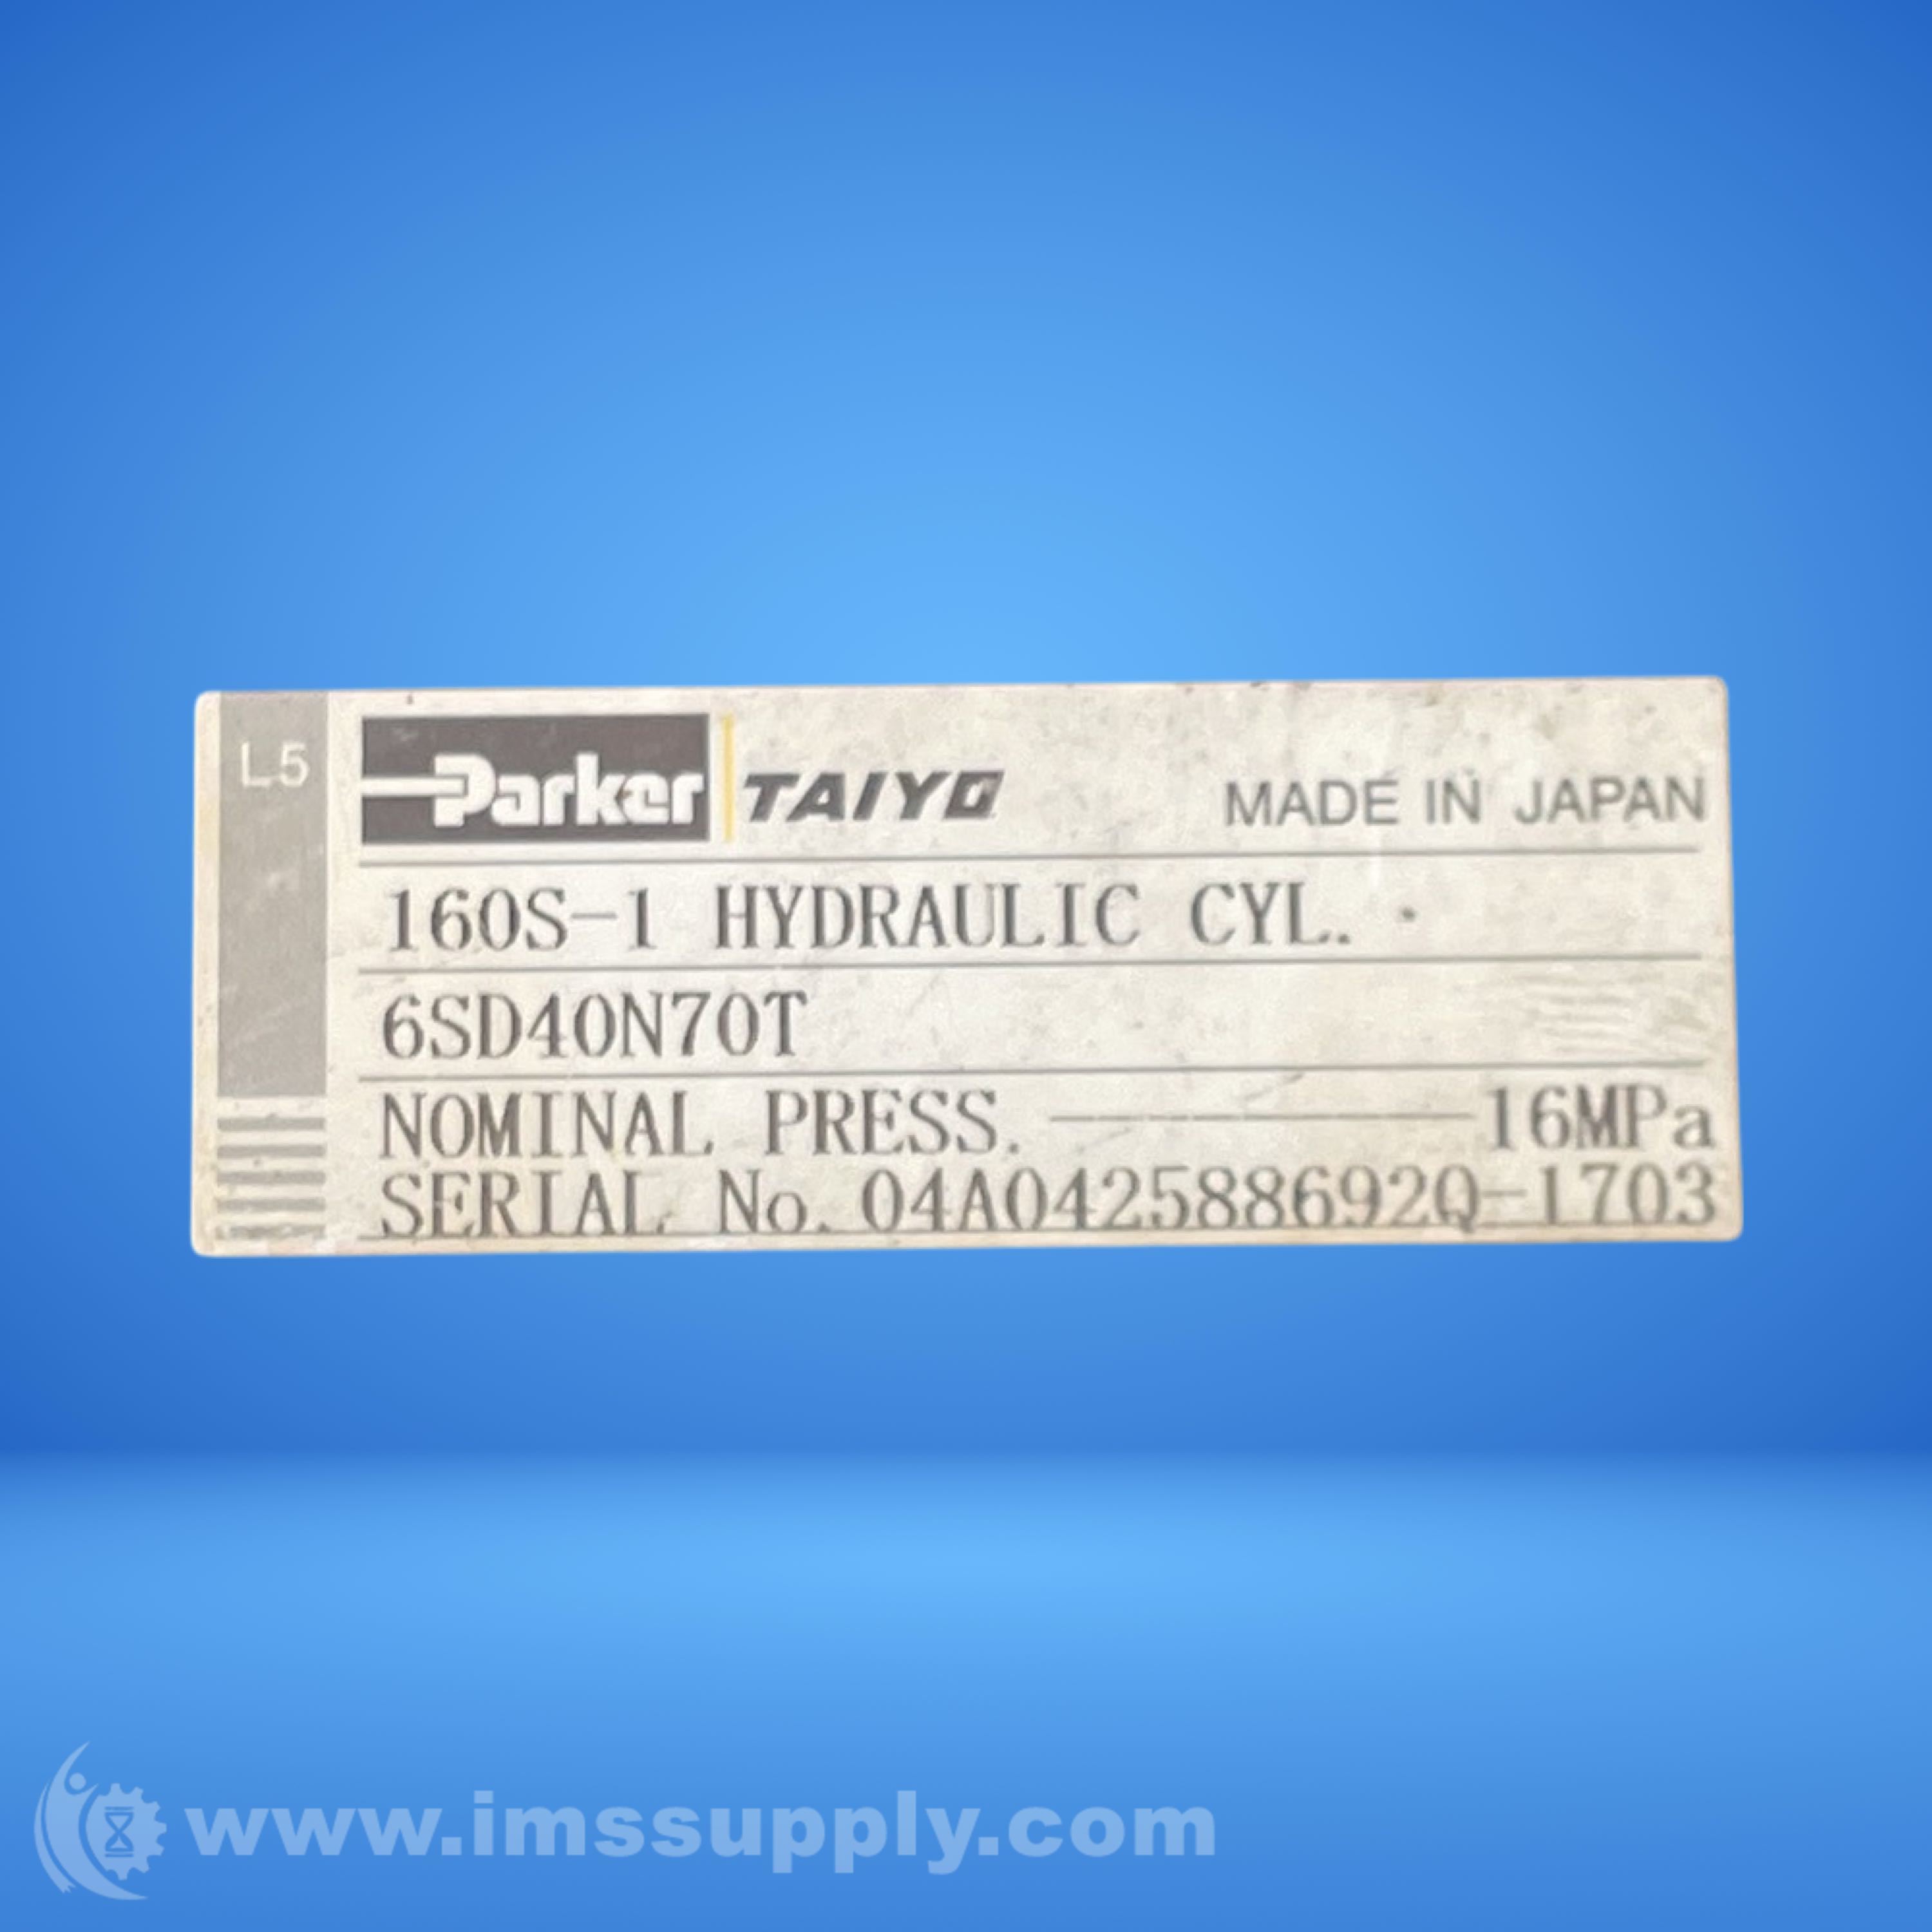 L5
Parker TAIYO MADE IN JAPAN
160S-1 HYDRAULIC CYL.
6SD40N70T
NOMINAL PRESS. ————— 16MPa
SERIAL No. 04A042588692Q-1703
www.imssupply.com